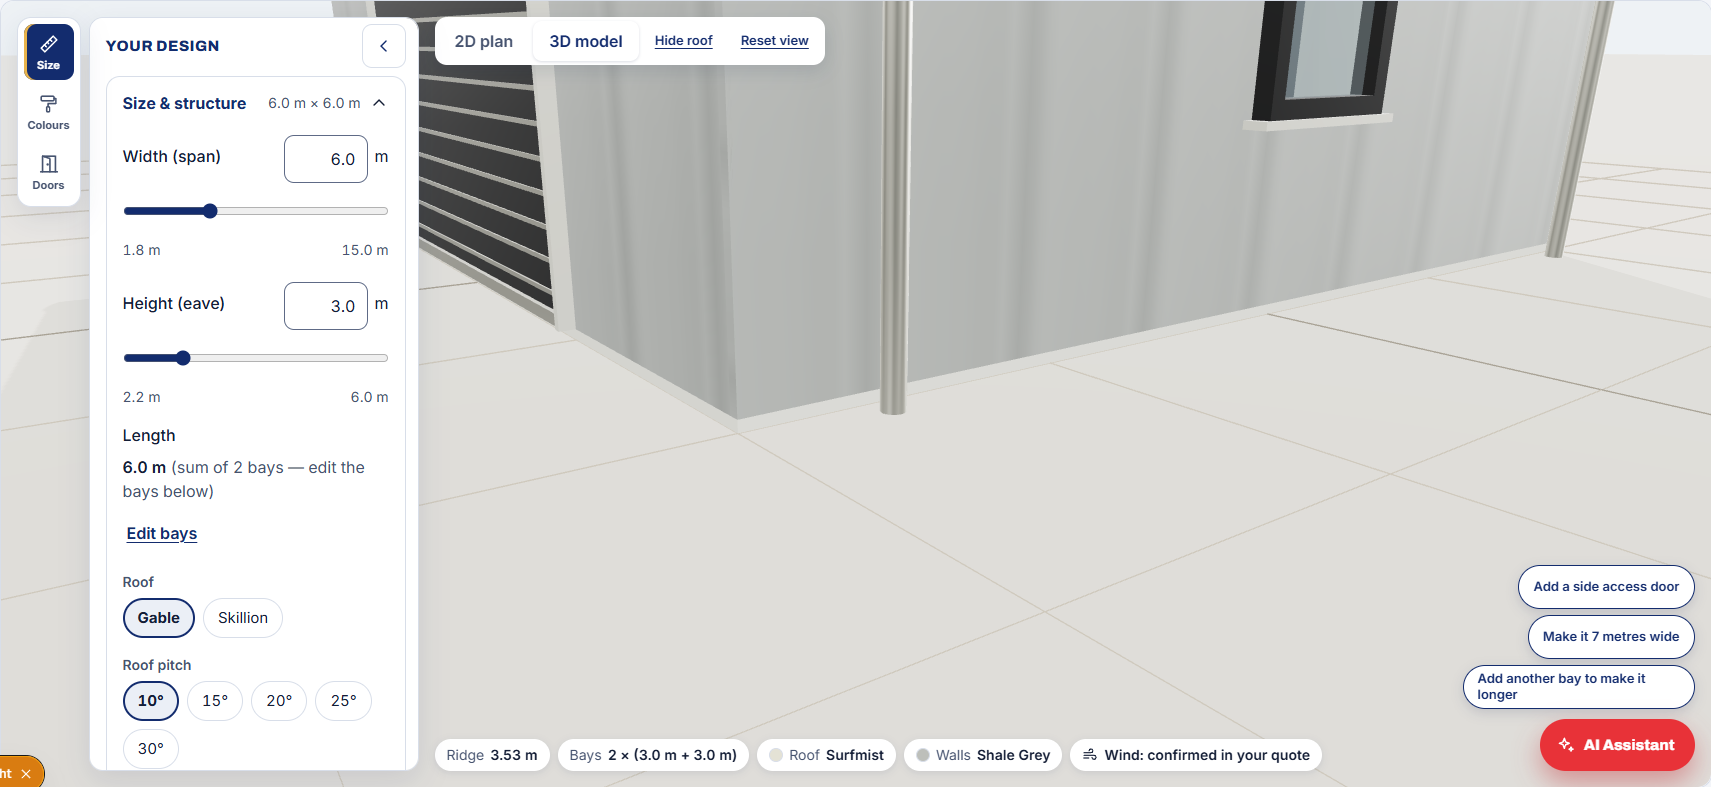 Size
Colours
Doors
YOUR DESIGN
Size & structure 6.0 m × 6.0 m
Width (span) 6.0 m
1.8 m 15.0 m
Height (eave) 3.0 m
2.2 m 6.0 m
Length
6.0 m (sum of 2 bays — edit the
bays below)
Edit bays
Roof
Gable Skillion
Roof pitch
10° 15° 20° 25°
30°
2D plan 3D model Hide roof Reset view
Add a side access door
Make it 7 metres wide
Add another bay to make it
longer
AI Assistant
Ridge 3.53 m Bays 2 × (3.0 m + 3.0 m) Roof Surfmist Walls Shale Grey Wind: confirmed in your quote
ht ×